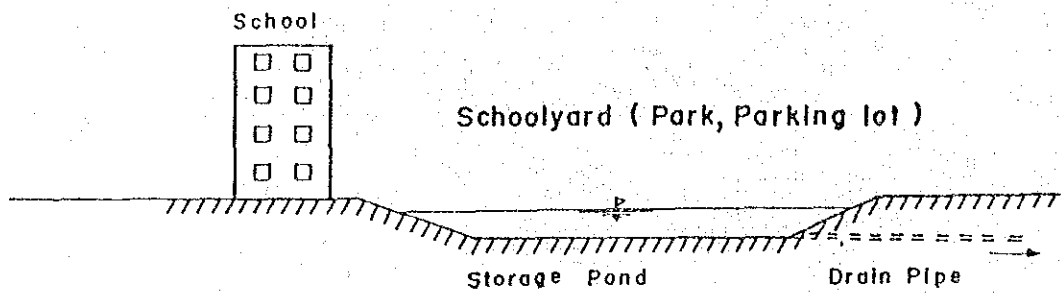 School
Schoolyard ( Park, Parking lot )
Storage Pond
Drain Pipe